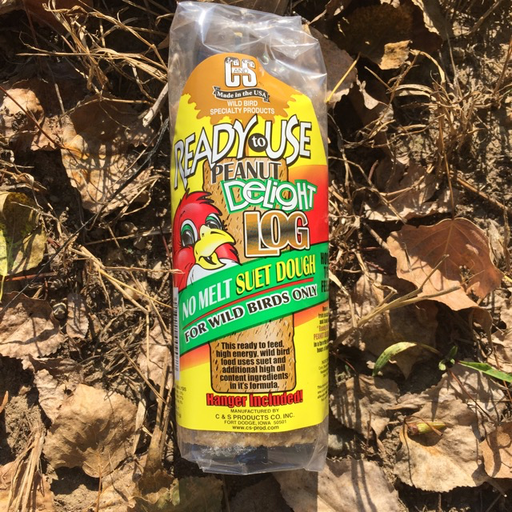 C&S
Made in the USA
WILD BIRD
SPECIALTY PRODUCTS
READY to USE
PEANUT
DELIGHT
LOG
NO MELT SUET DOUGH
FOR WILD BIRDS ONLY
This ready to feed,
high energy, wild bird
food uses suet and
additional high oil
content ingredients
in it's formula.
Hanger Included!
MANUFACTURED BY
C & S PRODUCTS CO. INC.
FORT DODGE, IOWA 50501
www.cs-prod.com